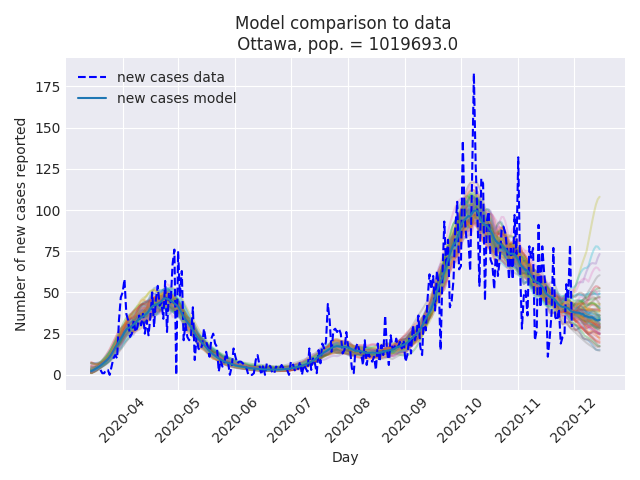 Model comparison to data
Ottawa, pop. = 1019693.0
new cases data
new cases model
Number of new cases reported
175
150
125
100
75
50
25
0
2020-04
2020-05
2020-06
2020-07
2020-08
2020-09
2020-10
2020-11
2020-12
Day